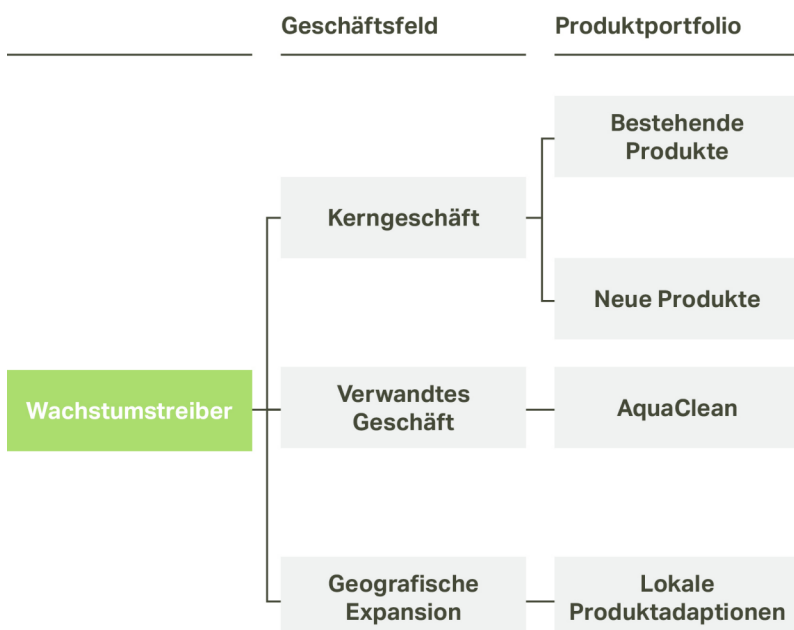 Geschäftsfeld
Produktportfolio
Bestehende
Produkte
Kerngeschäft
Neue Produkte
Wachstumstreiber
Verwandtes
Geschäft
AquaClean
Geografische
Expansion
Lokale
Produktadaptionen